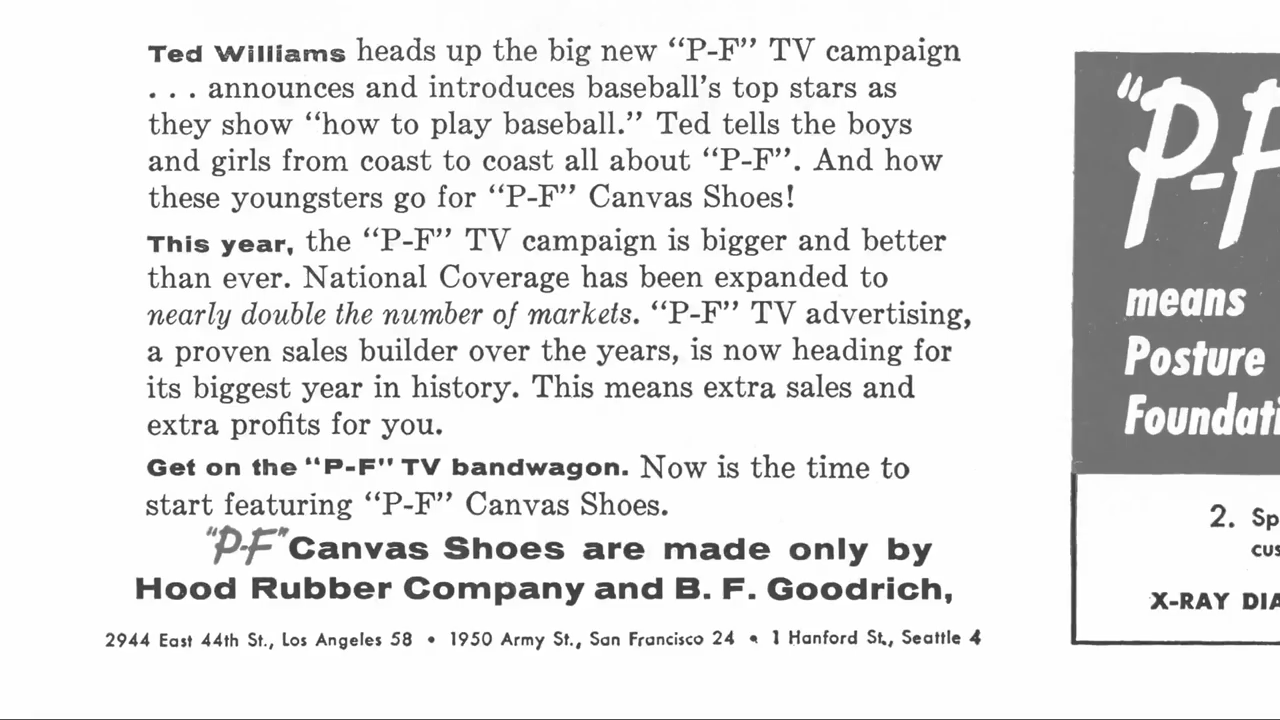 Ted Williams heads up the big new “P-F” TV campaign
. . . announces and introduces baseball’s top stars as
they show “how to play baseball.” Ted tells the boys
and girls from coast to coast all about “P-F”. And how
these youngsters go for “P-F” Canvas Shoes!
This year, the “P-F” TV campaign is bigger and better
than ever. National Coverage has been expanded to
nearly double the number of markets. “P-F” TV advertising,
a proven sales builder over the years, is now heading for
its biggest year in history. This means extra sales and
extra profits for you.
Get on the “P-F” TV bandwagon. Now is the time to
start featuring “P-F” Canvas Shoes.
“P-F” Canvas Shoes are made only by
Hood Rubber Company and B. F. Goodrich,
2944 East 44th St., Los Angeles 58 • 1950 Army St., San Francisco 24 • 1 Hanford St., Seattle 4
“P-F
means
Posture
2.
X-RAY